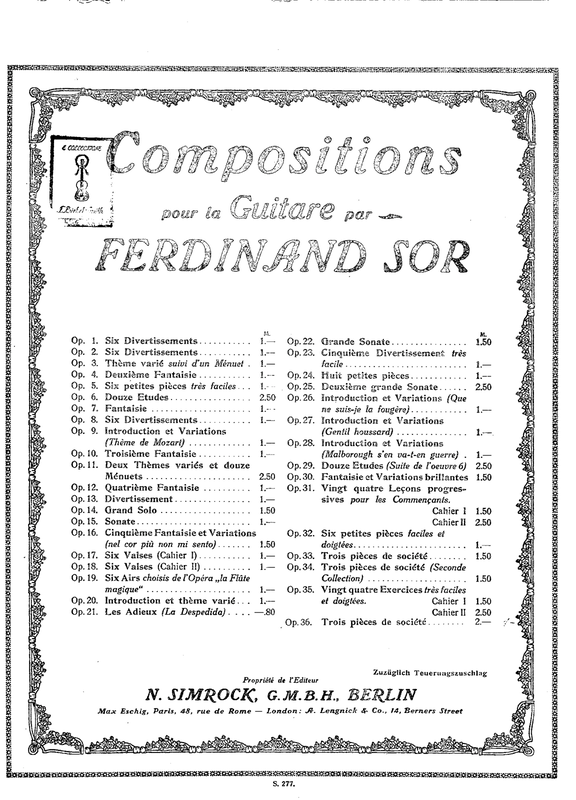 Compositions
pour la Guitare par
FERDINAND SOR
M.
Op. 1. Six Divertissements 1.—
Op. 2. Six Divertissements 1.—
Op. 3. Thème varié suivi d'un Ménuet . 1.—
Op. 4. Deuxième Fantaisie 1.—
Op. 5. Six petites pièces très faciles 1.—
Op. 6. Douze Etudes 2.50
Op. 7. Fantaisie 1.—
Op. 8. Six Divertissements 1.—
Op. 9. Introduction et Variations
(Thème de Mozart) 1.—
Op. 10. Troisième Fantaisie 1.—
Op. 11. Deux Thèmes variés et douze
Ménuets 2.50
Op. 12. Quatrième Fantaisie 1.—
Op. 13. Divertissement 1.—
Op. 14. Grand Solo 1.50
Op. 15. Sonate 1.—
Op. 16. Cinquième Fantaisie et Variations
(nel cor più non mi sento) 1.50
Op. 17. Six Valses (Cahier I) 1.—
Op. 18. Six Valses (Cahier II) 1.—
Op. 19. Six Airs choisis de l'Opéra „la Flûte
magique“ 1.—
Op. 20. Introduction et thème varié 1.—
Op. 21. Les Adieux (La Despedida) —.80
M.
Op. 22. Grande Sonate 1.50
Op. 23. Cinquième Divertissement très
facile 1.—
Op. 24. Huit petites pièces 1.—
Op. 25. Deuxième grande Sonate 2.50
Op. 26. Introduction et Variations (Que
ne suis-je la fougère) 1.—
Op. 27. Introduction et Variations
(Gentil houssard) 1.—
Op. 28. Introduction et Variations
(Malborough s'en va-t-en guerre) . 1.—
Op. 29. Douze Etudes (Suite de l'oeuvre 6) 2.50
Op. 30. Fantaisie et Variations brillantes 1.50
Op. 31. Vingt quatre Leçons progres-
sives pour les Commençants.
Cahier I 1.50
Cahier II 2.50
Op. 32. Six petites pièces faciles et
doigtées 1.—
Op. 33. Trois pièces de société 1.50
Op. 34. Trois pièces de société (Seconde
Collection) 1.50
Op. 35. Vingt quatre Exercices très faciles
et doigtées. Cahier I 1.50
Cahier II 2.50
Op. 36. Trois pièces de société 2.—
Zuzüglich Teuerungszuschlag
Propriété de l'Editeur
N. SIMROCK, G.M.B.H., BERLIN
Max Eschig, Paris, 48, rue de Rome — London: A. Lengnick & Co., 14, Berners Street
S. 277.